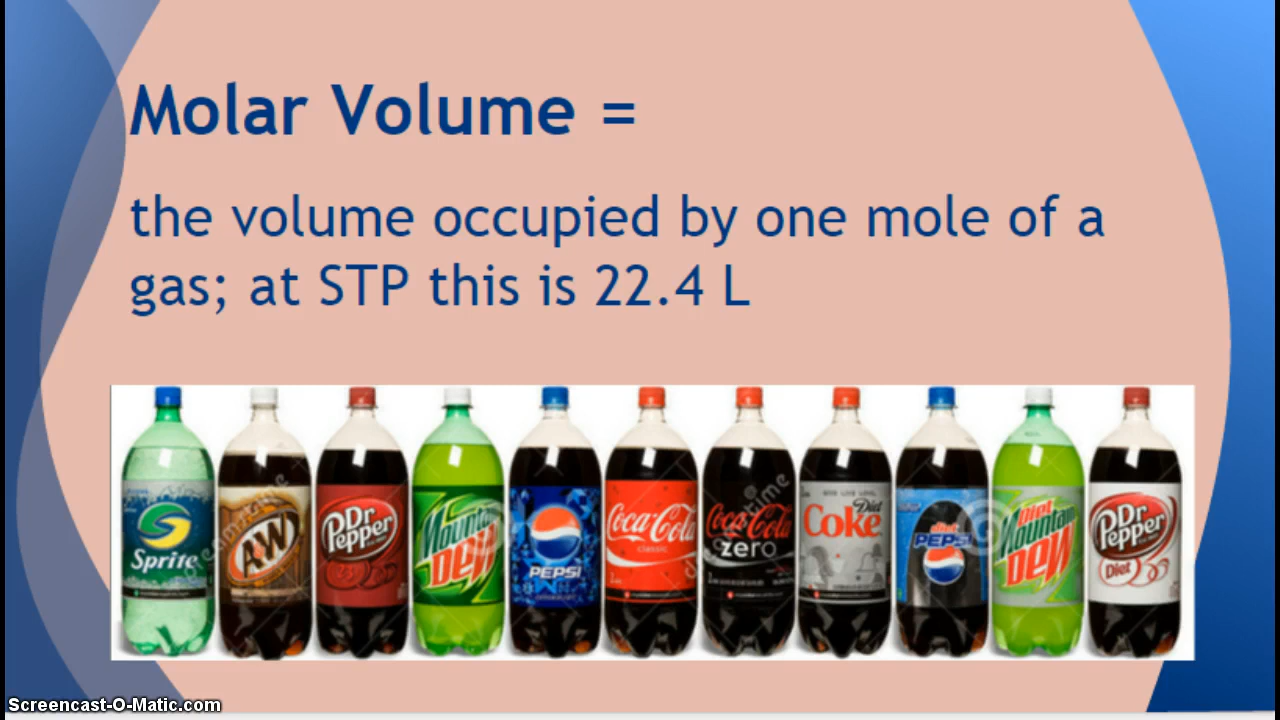 Molar Volume =
the volume occupied by one mole of a
gas; at STP this is 22.4 L
Sprite
A&W
Dr Pepper
Mountain Dew
PEPSI
Coca-Cola
classic
Coca-Cola
zero
Diet
Coke
diet
PEPSI
Diet
Mountain
Dew
Dr Pepper
Diet
Screencast-O-Matic.com